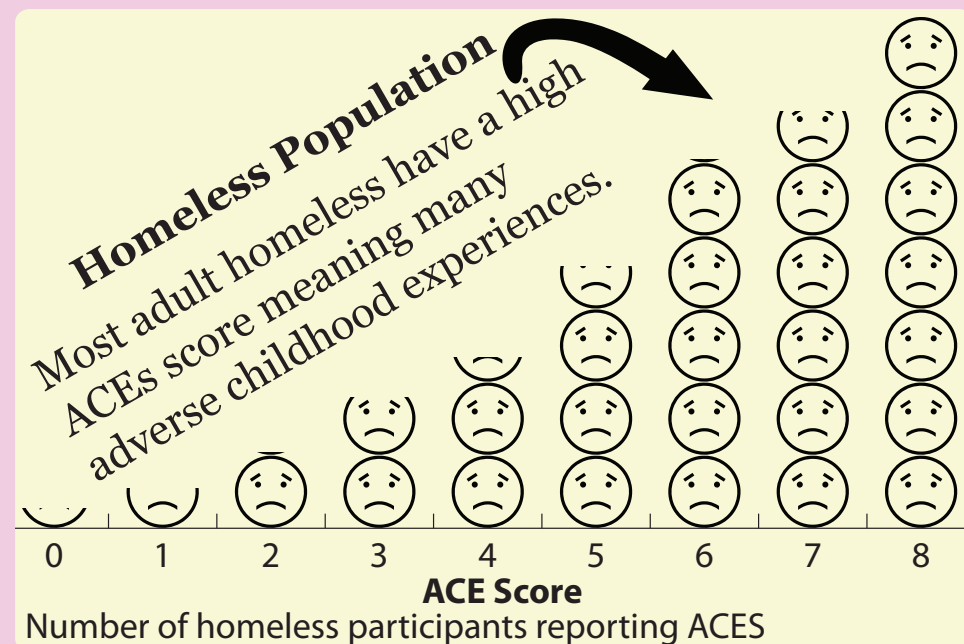 Homeless Population
Most adult homeless have a high
ACEs score meaning many
adverse childhood experiences.
0 1 2 3 4 5 6 7 8
ACE Score
Number of homeless participants reporting ACES